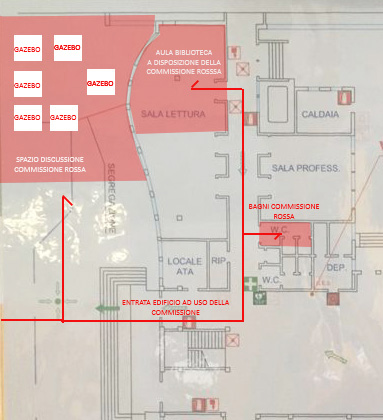 GAZEBO
GAZEBO
GAZEBO
GAZEBO
GAZEBO
GAZEBO
SPAZIO DISCUSSIONE
COMMISSIONE ROSSA
AULA BIBLIOTECA
A DISPOSIZIONE DELLA
COMMISSIONE ROSSSA
SALA LETTURA
CALDAIA
SALA PROFESS.
BAGNI COMMISSIONE
ROSSA
W.C.
LOCALE
ATA
RIP.
W.C.
DEP.
ENTRATA EDIFICIO AD USO DELLA
COMMISSIONE